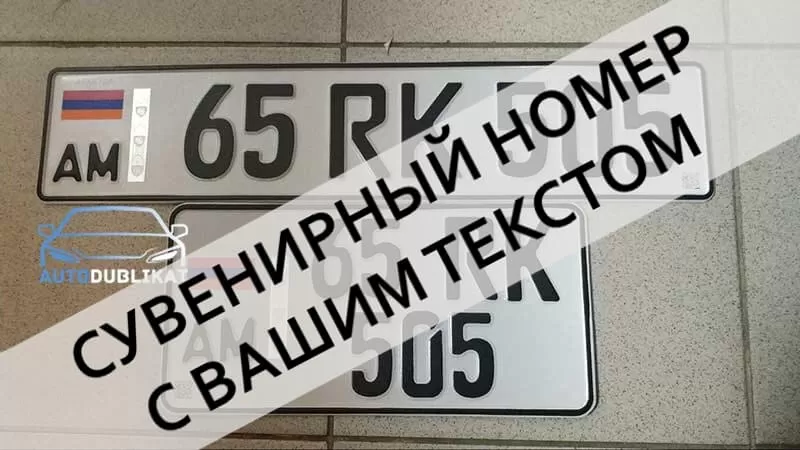 AM 65 RK 505
AUTODUBLIKAT
СУВЕНИРНЫЙ НОМЕР
С ВАШИМ ТЕКСТОМ
AM 65 RK
505